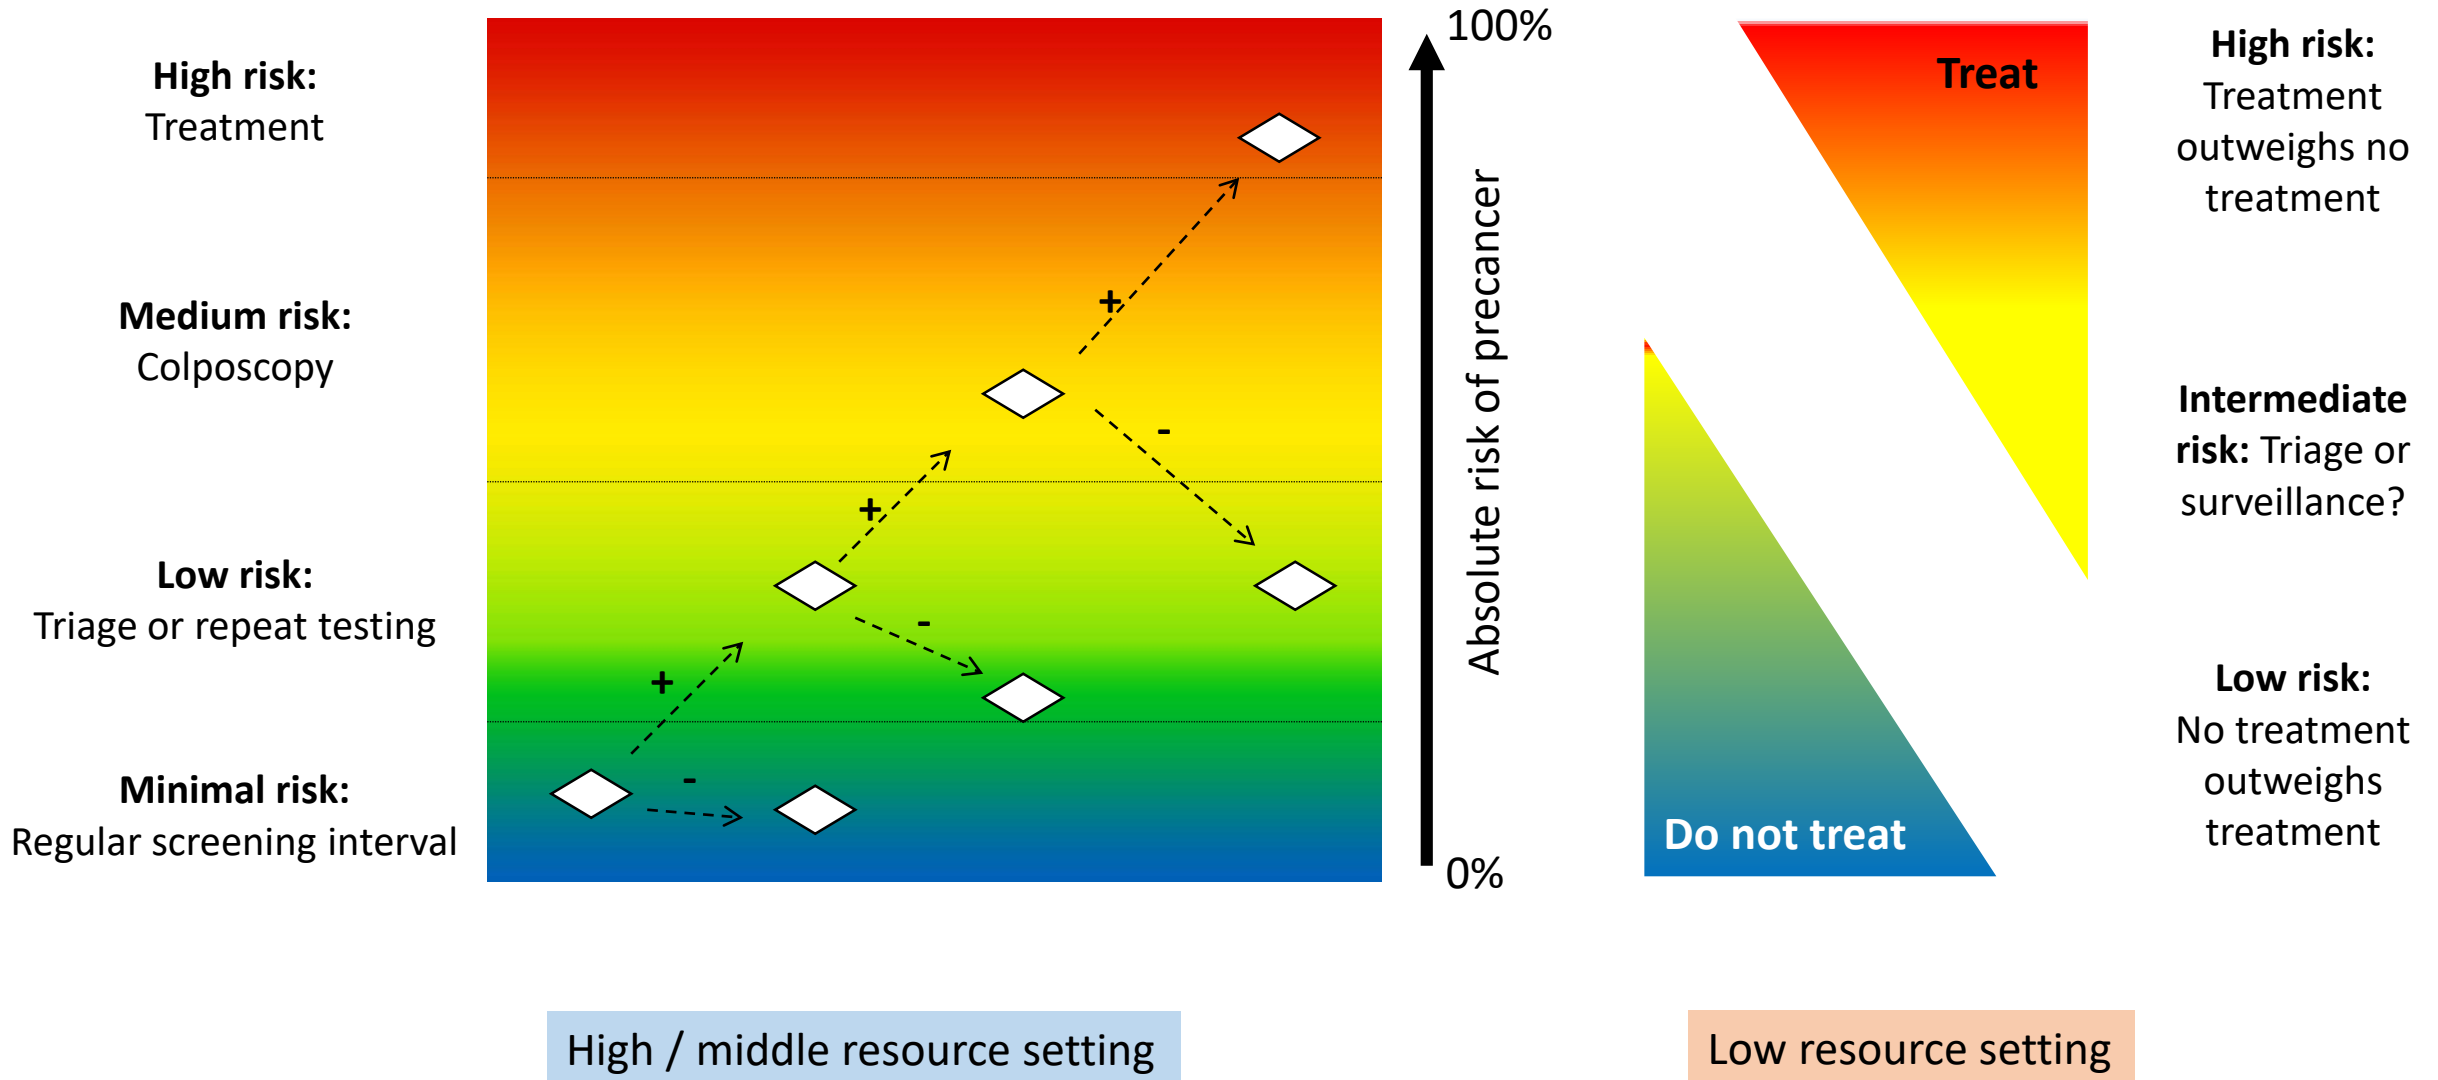 High risk:
Treatment
Medium risk:
Colposcopy
Low risk:
Triage or repeat testing
Minimal risk:
Regular screening interval
+
-
+
-
+
-
100%
Absolute risk of precancer
0%
Treat
Do not treat
High risk:
Treatment
outweighs no
treatment
Intermediate
risk: Triage or
surveillance?
Low risk:
No treatment
outweighs
treatment
High / middle resource setting
Low resource setting